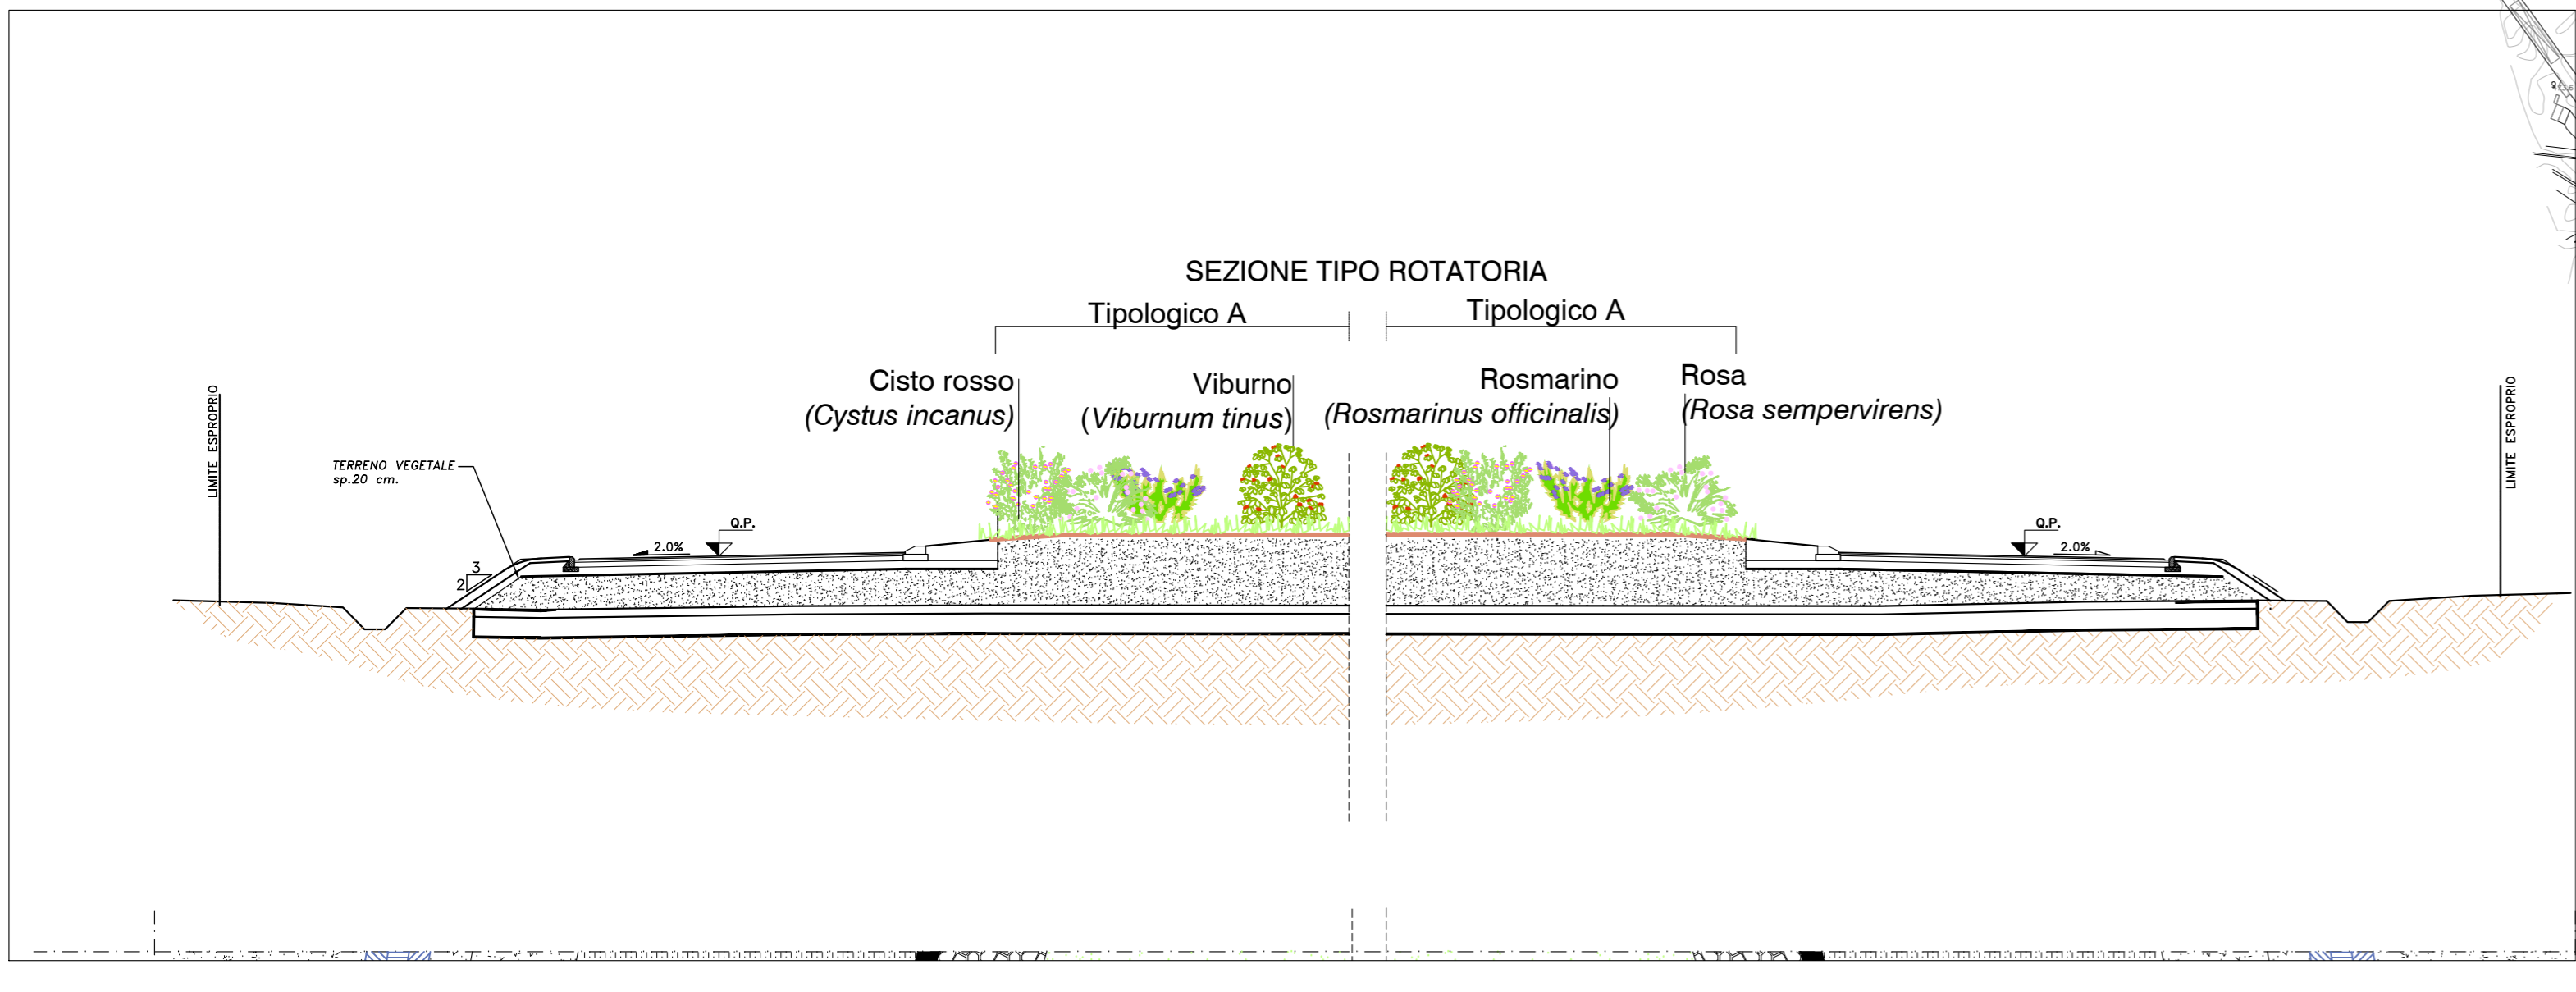 SEZIONE TIPO ROTATORIA
Tipologico A
Tipologico A
Cisto rosso
(Cystus incanus)
Viburno
(Viburnum tinus)
Rosmarino
(Rosmarinus officinalis)
Rosa
(Rosa sempervirens)
LIMITE ESPROPRIO
LIMITE ESPROPRIO
TERRENO VEGETALE
sp.20 cm.
Q.P.
2.0%
Q.P.
2.0%
3
2